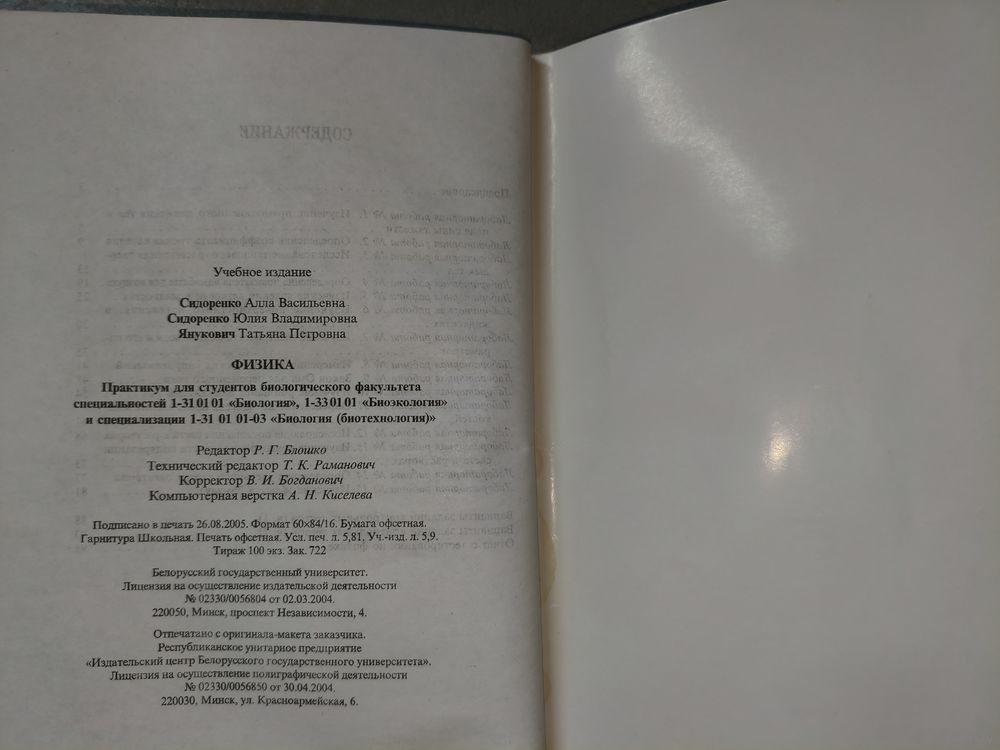 СОДЕРЖАНИЕ
Учебное издание
Сидоренко Алла Васильевна
Сидоренко Юлия Владимировна
Янукович Татьяна Петровна
ФИЗИКА
Практикум для студентов биологического факультета
специальностей 1-31 01 01 «Биология», 1-33 01 01 «Биоэкология»
и специализации 1-31 01 01-03 «Биология (биотехнология)»
Редактор Р. Г. Блошко
Технический редактор Т. К. Раманович
Корректор В. И. Богданович
Компьютерная верстка А. Н. Киселева
Подписано в печать 26.08.2005. Формат 60×84/16. Бумага офсетная.
Гарнитура Школьная. Печать офсетная. Усл. печ. л. 5,81, Уч.-изд. л. 5,9.
Тираж 100 экз. Зак. 722
Белорусский государственный университет.
Лицензия на осуществление издательской деятельности
№ 02330/0056804 от 02.03.2004.
220050, Минск, проспект Независимости, 4.
Отпечатано с оригинала-макета заказчика.
Республиканское унитарное предприятие
«Издательский центр Белорусского государственного университета».
Лицензия на осуществление полиграфической деятельности
№ 02330/0056850 от 30.04.2004.
220030, Минск, ул. Красноармейская, 6.